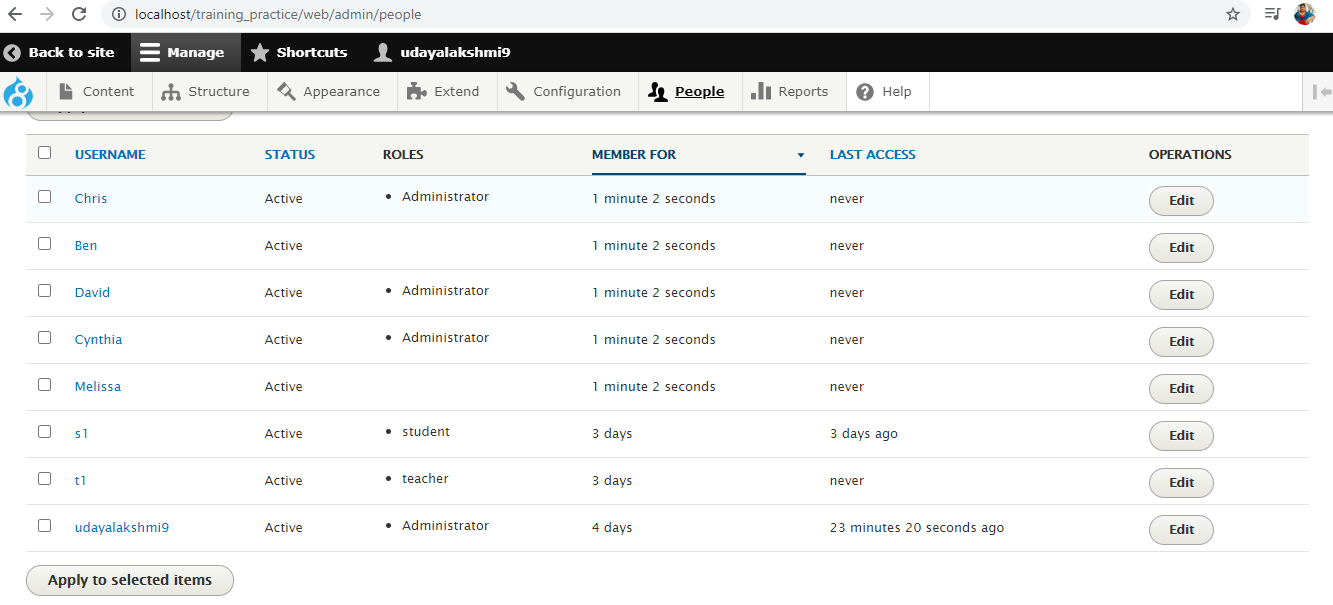 localhost/training_practice/web/admin/people
Back to site Manage Shortcuts udayalakshmi9
Content Structure Appearance Extend Configuration People Reports Help
USERNAME STATUS ROLES MEMBER FOR LAST ACCESS OPERATIONS
Chris Active • Administrator 1 minute 2 seconds never Edit
Ben Active 1 minute 2 seconds never Edit
David Active • Administrator 1 minute 2 seconds never Edit
Cynthia Active • Administrator 1 minute 2 seconds never Edit
Melissa Active 1 minute 2 seconds never Edit
s1 Active • student 3 days 3 days ago Edit
t1 Active • teacher 3 days never Edit
udayalakshmi9 Active • Administrator 4 days 23 minutes 20 seconds ago Edit
Apply to selected items